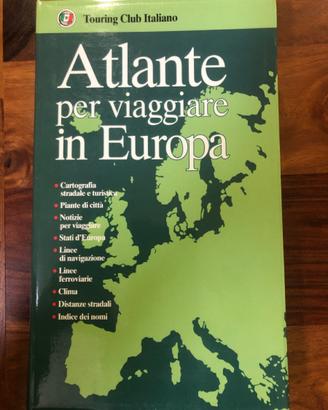 Touring Club Italiano
Atlante
per viaggiare
in Europa
Cartografia
stradale e turistica
Piante di città
Notizie
per viaggiare
Stati d'Europa
Linee
di navigazione
Linee
ferroviarie
Clima
Distanze stradali
Indice dei nomi